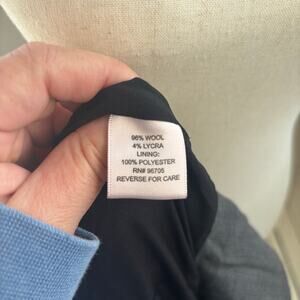 96% WOOL
4% LYCRA
LINING:
100% POLYESTER
RN# 96705
REVERSE FOR CARE